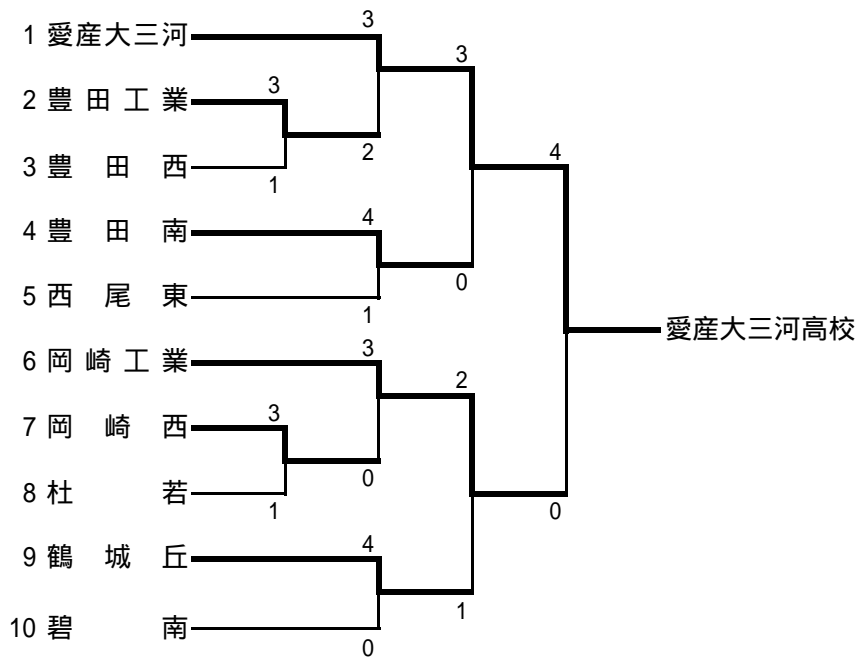 3
1 愛産大三河
3
3
2 豊田工業
2
4
3 豊田西
1
4
4 豊田南
0
5 西尾東
1
愛産大三河高校
3
6 岡崎工業
2
3
7 岡崎西
0
8 杜若
1
0
4
9 鶴城丘
1
10 碧南
0